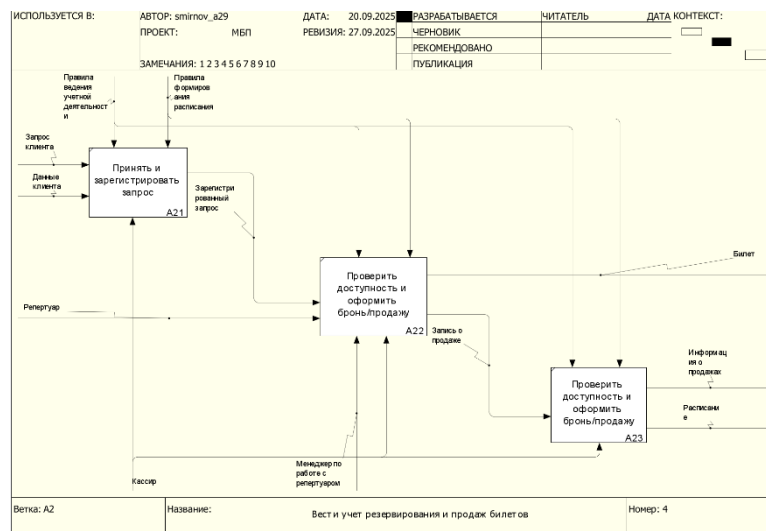 ИСПОЛЬЗУЕТСЯ В:
АВТОР: smirnov_a29
ДАТА: 20.09.2025
РАЗРАБАТЫВАЕТСЯ
ЧИТАТЕЛЬ
ДАТА
КОНТЕКСТ:
ПРОЕКТ: МБП
РЕВИЗИЯ: 27.09.2025
ЧЕРНОВИК
РЕКОМЕНДОВАНО
ЗАМЕЧАНИЯ: 1 2 3 4 5 6 7 8 9 10
ПУБЛИКАЦИЯ
Правила
ведения
учетной
деятельност
и
Правила
формиров
ания
расписания
Запрос
клиента
Данные
клиента
Принять и
зарегистрировать
запрос
A21
Зарегистри
рованный
запрос
Проверить
доступность и
оформить
бронь/продажу
A22
Билет
Репертуар
Запись о
продаже
Проверить
доступность и
оформить
бронь/продажу
A23
Информац
ия о
продажах
Расписани
е
Кассир
Менеджер по
работе с
репертуаром
Ветка: A2
Название:
Вести учет резервирования и продаж билетов
Номер: 4